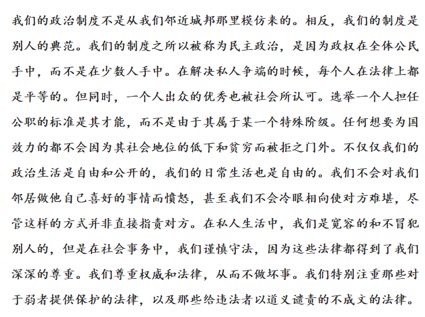 我们的政治制度不是从我们邻近城邦那里模仿来的。相反，我们的制度是
别人的典范。我们的制度之所以被称为民主政治，是因为政权在全体公民
手中，而不是在少数人手中。在解决私人争端的时候，每个人在法律上都
是平等的。但同时，一个人出众的优秀也被社会所认可。选举一个人担任
公职的标准是其才能，而不是由于其属于某一个特殊阶级。任何想要为国
效力的都不会因为其社会地位的低下和贫穷而被拒之门外。不仅仅我们的
政治生活是自由和公开的，我们的日常生活也是自由的。我们不会对我们
邻居做他自己喜好的事情而愤怒，甚至我们不会冷眼相向使对方难堪，尽
管这样的方式并非直接指责对方。在私人生活中，我们是宽容的和不冒犯
别人的，但是在社会事务中，我们谨慎守法，因为这些法律都得到了我们
深深的尊重。我们尊重权威和法律，从而不做坏事。我们特别注重那些对
于弱者提供保护的法律，以及那些给违法者以道义谴责的不成文的法律。